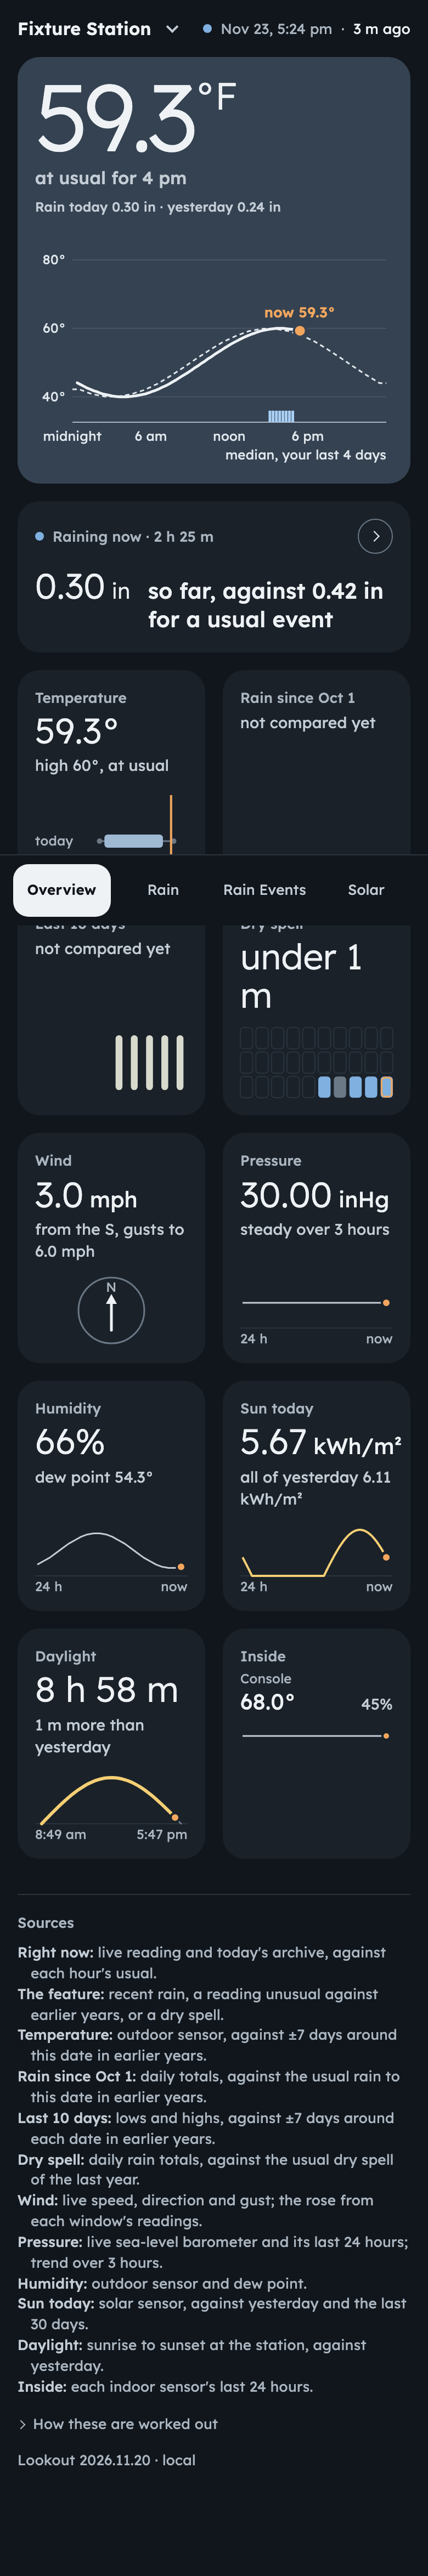 Fixture Station
Nov 23, 5:24 pm · 3 m ago
59.3°F
at usual for 4 pm
Rain today 0.30 in · yesterday 0.24 in
80°
now 59.3°
60°
40°
midnight 6 am noon 6 pm
median, your last 4 days
Raining now · 2 h 25 m
0.30 in so far, against 0.42 in
for a usual event
Temperature
59.3°
high 60°, at usual
today
Rain since Oct 1
not compared yet
Overview Rain Rain Events Solar
Last 10 days
not compared yet
Dry spell
under 1
m
Wind
3.0 mph
from the S, gusts to
6.0 mph
N
Pressure
30.00 inHg
steady over 3 hours
24 h now
Humidity
66%
dew point 54.3°
24 h now
Sun today
5.67 kWh/m²
all of yesterday 6.11
kWh/m²
24 h now
Daylight
8 h 58 m
1 m more than
yesterday
8:49 am 5:47 pm
Inside
Console
68.0° 45%
Sources
Right now: live reading and today's archive, against
each hour's usual.
The feature: recent rain, a reading unusual against
earlier years, or a dry spell.
Temperature: outdoor sensor, against ±7 days around
this date in earlier years.
Rain since Oct 1: daily totals, against the usual rain to
this date in earlier years.
Last 10 days: lows and highs, against ±7 days around
each date in earlier years.
Dry spell: daily rain totals, against the usual dry spell
of the last year.
Wind: live speed, direction and gust; the rose from
each window's readings.
Pressure: live sea-level barometer and its last 24 hours;
trend over 3 hours.
Humidity: outdoor sensor and dew point.
Sun today: solar sensor, against yesterday and the last
30 days.
Daylight: sunrise to sunset at the station, against
yesterday.
Inside: each indoor sensor's last 24 hours.
How these are worked out
Lookout 2026.11.20 · local